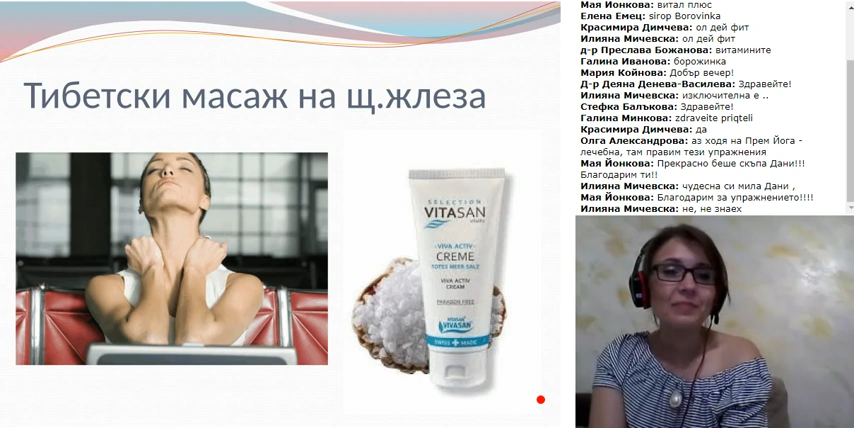 Тибетски масаж на щ.жлеза
SELECTION
VITASAN
vitality
VIVA ACTIV
CREME
TOTES MEER SALZ
VIVA ACTIV
CREAM
PARABEN FREE
VIVASAN
SWISS MADE
Мая Йонкова: витал плюс
Елена Емец: sirop Borovinka
Красимира Димчева: ол дей фит
Илияна Мичевска: ол дей фит
д-р Преслава Божанова: витамините
Галина Иванова: борожинка
Мария Койнова: Добър вечер!
Д-р Деяна Денева-Василева: Здравейте!
Илияна Мичевска: изключителна е ..
Стефка Балъкова: Здравейте!
Галина Минкова: zdraveite priqteli
Красимира Димчева: да
Олга Александрова: аз ходя на Прем Йога -
лечебна, там правим тези упражнения
Мая Йонкова: Прекрасно беше скъпа Дани!!!
Благодарим ти!!
Илияна Мичевска: чудесна си мила Дани ,
Мая Йонкова: Благодарим за упражнението!!!!
Илияна Мичевска: не, не знаех